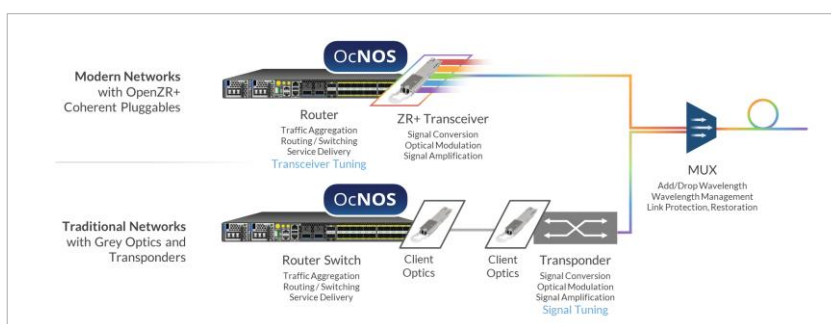 OcNOS
Modern Networks
with OpenZR+
Coherent Pluggables
Router
Traffic Aggregation
Routing / Switching
Service Delivery
Transceiver Tuning
ZR+ Transceiver
Signal Conversion
Optical Modulation
Signal Amplification
MUX
Add/Drop Wavelength
Wavelength Management
Link Protection, Restoration
OcNOS
Traditional Networks
with Grey Optics and
Transponders
Router Switch
Traffic Aggregation
Routing / Switching
Service Delivery
Client
Optics
Client
Optics
Transponder
Signal Conversion
Optical Modulation
Signal Amplification
Signal Tuning